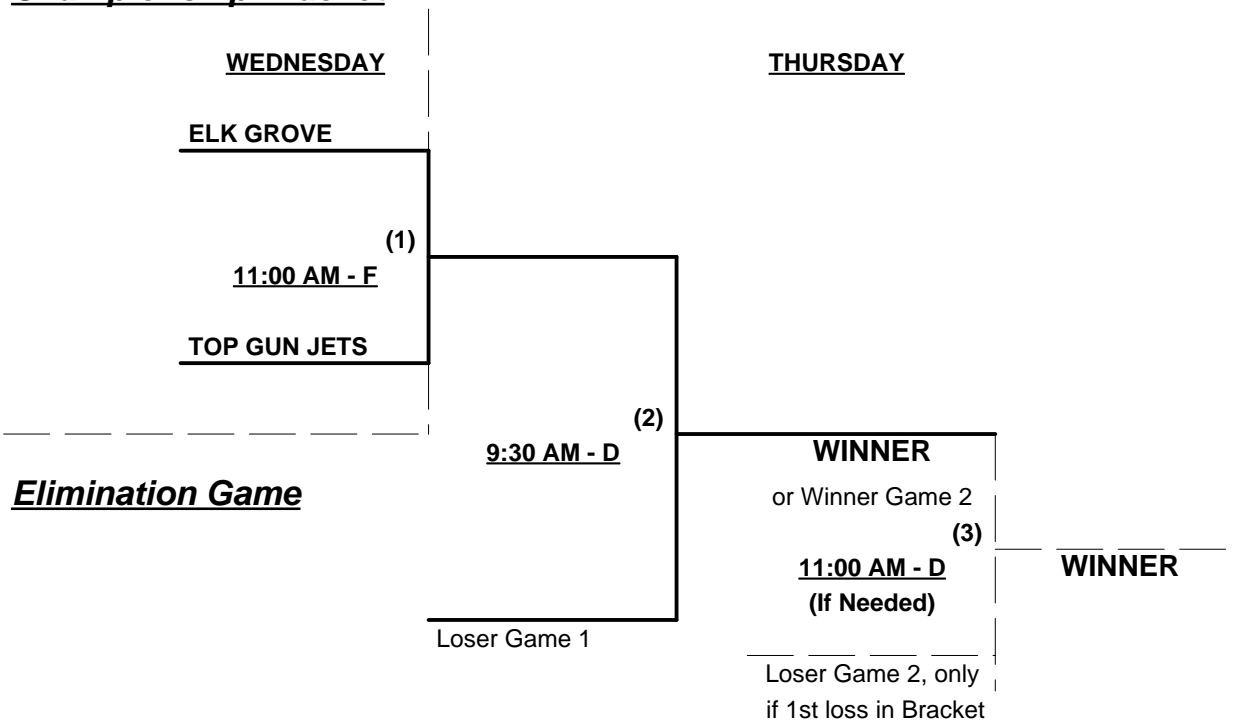 WEDNESDAY
THURSDAY
ELK GROVE
(1)
11:00 AM - F
TOP GUN JETS
(2)
9:30 AM - D
WINNER
Elimination Game
or Winner Game 2
(3)
11:00 AM - D
WINNER
(If Needed)
Loser Game 1
Loser Game 2, only
if 1st loss in Bracket